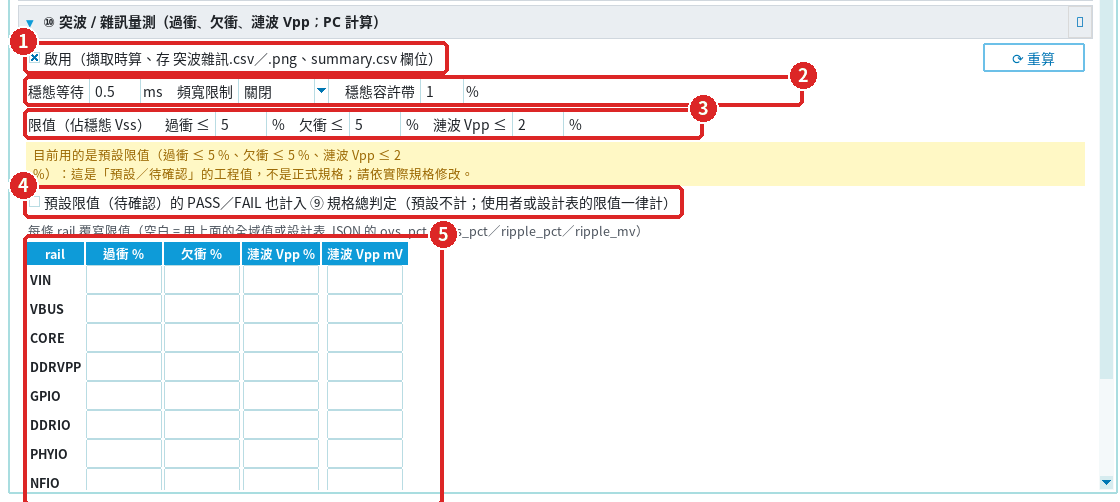 ▼ ⑩ 突波 / 雜訊量測（過衝、欠衝、漣波 Vpp；PC 計算）
1
啟用（擷取時算、存 突波雜訊.csv／.png、summary.csv 欄位）
⟳ 重算
2
穩態等待 0.5 ms 頻寬限制 關閉 穩態容許帶 1 %
3
限值（佔穩態 Vss） 過衝 ≤ 5 % 欠衝 ≤ 5 % 漣波 Vpp ≤ 2 %
目前用的是預設限值（過衝 ≤ 5 %、欠衝 ≤ 5 %、漣波 Vpp ≤ 2
%）：這是「預設／待確認」的工程值，不是正式規格；請依實際規格修改。
4
預設限值（待確認）的 PASS／FAIL 也計入 ⑨ 規格總判定（預設不計；使用者或設計表的限值一律計）
每條 rail 覆寫限值（空白 = 用上面的全域值或設計表 JSON 的 ovs_pct s_pct／ripple_pct／ripple_mv）
5
rail 過衝 % 欠衝 % 漣波 Vpp % 漣波 Vpp mV
VIN
VBUS
CORE
DDRVPP
GPIO
DDRIO
PHYIO
NFIO